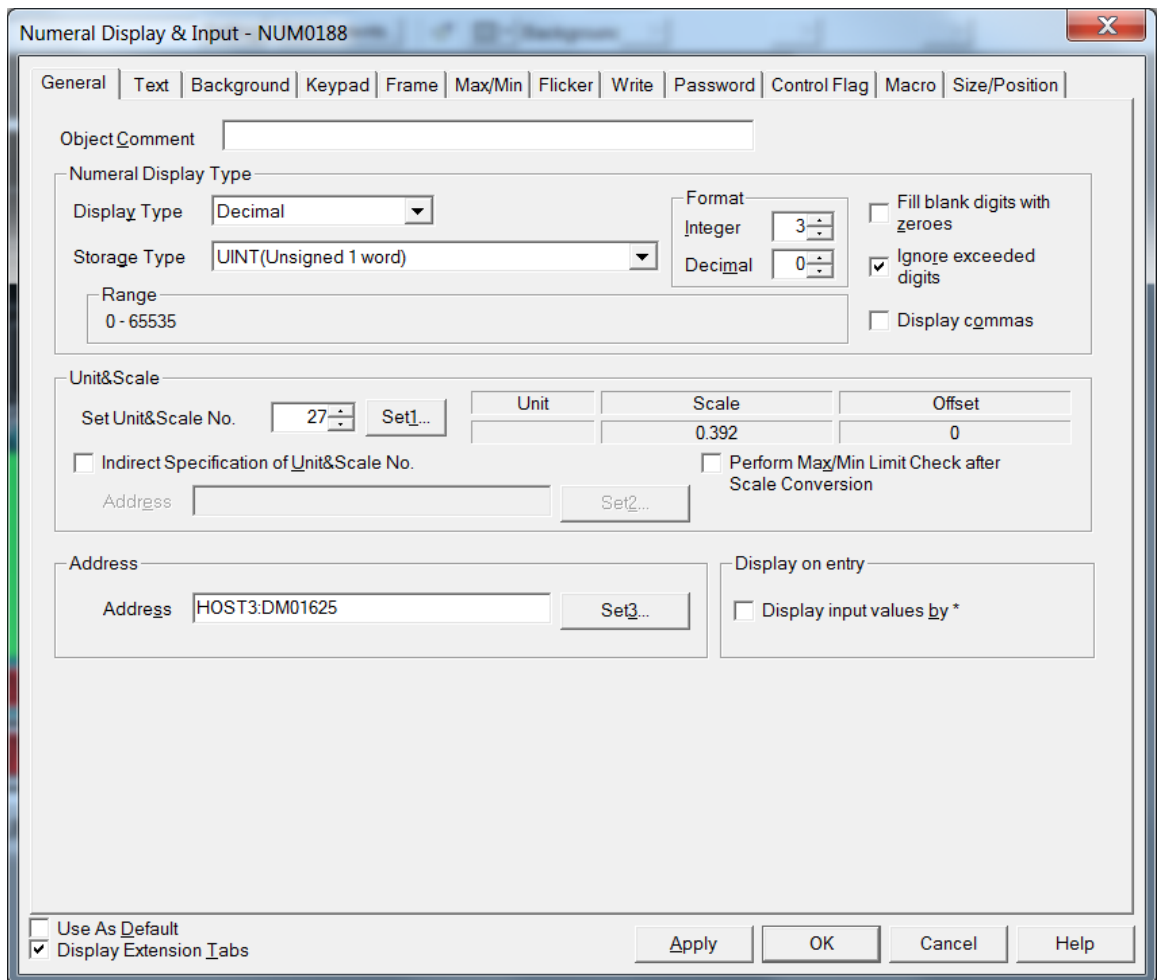 Numeral Display & Input - NUM0188
General Text Background Keypad Frame Max/Min Flicker Write Password Control Flag Macro Size/Position
Object Comment
Numeral Display Type
Display Type Decimal
Storage Type UINT(Unsigned 1 word)
Format
Integer 3
Decimal 0
Fill blank digits with
zeroes
Ignore exceeded
digits
Display commas
Range
0 - 65535
Unit&Scale
Set Unit&Scale No. 27 Set1...
Unit Scale Offset
0.392 0
Indirect Specification of Unit&Scale No.
Address Set2...
Perform Max/Min Limit Check after
Scale Conversion
Address
Address HOST3:DM01625 Set3...
Display on entry
Display input values by *
Use As Default
Display Extension Tabs
Apply OK Cancel Help